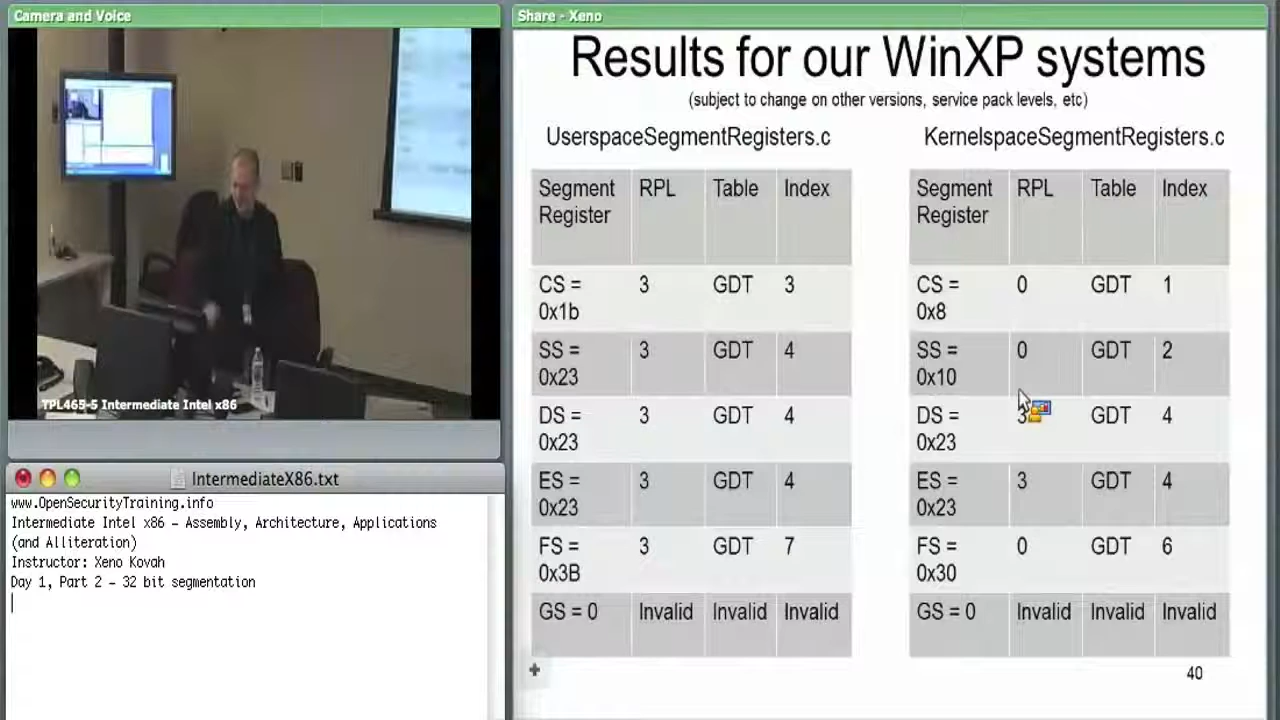 Camera and Voice
TPL465-5 Intermediate Intel x86
IntermediateX86.txt
www.OpenSecurityTraining.info
Intermediate Intel x86 – Assembly, Architecture, Applications
(and Alliteration)
Instructor: Xeno Kovah
Day 1, Part 2 – 32 bit segmentation
Share - Xeno
Results for our WinXP systems
(subject to change on other versions, service pack levels, etc)
UserspaceSegmentRegisters.c
Segment RPL Table Index
Register
CS = 3 GDT 3
0x1b
SS = 3 GDT 4
0x23
DS = 3 GDT 4
0x23
ES = 3 GDT 4
0x23
FS = 3 GDT 7
0x3B
GS = 0 Invalid Invalid Invalid
KernelspaceSegmentRegisters.c
Segment RPL Table Index
Register
CS = 0 GDT 1
0x8
SS = 0 GDT 2
0x10
DS = 3 GDT 4
0x23
ES = 3 GDT 4
0x23
FS = 0 GDT 6
0x30
GS = 0 Invalid Invalid Invalid
40